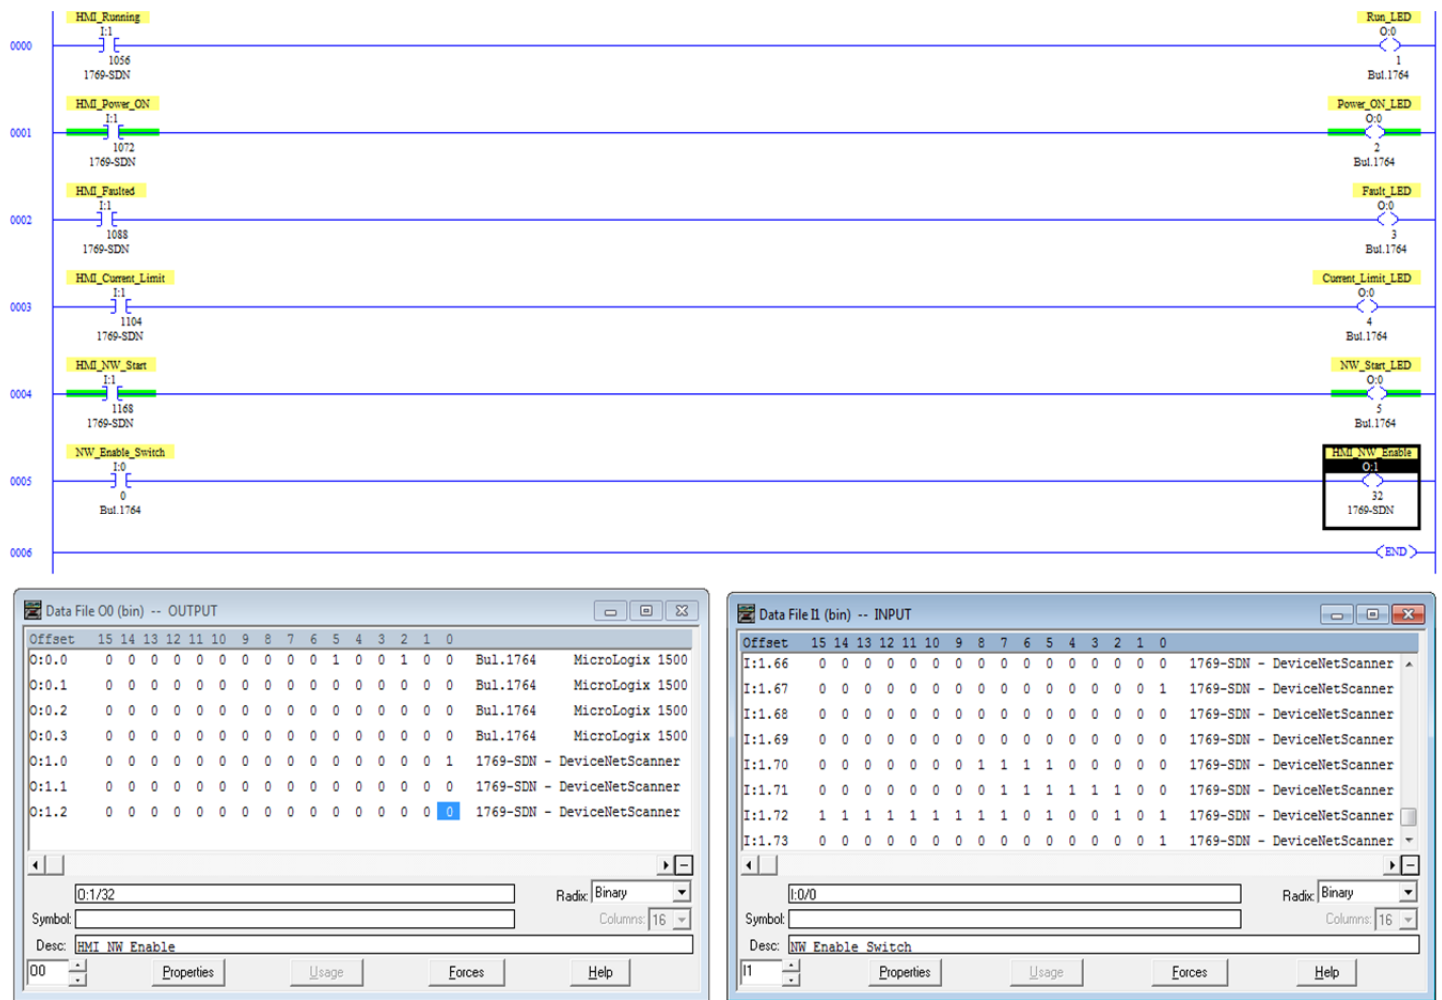 HMI_Running Run_LED
I:1 O:0
0000
1056 1
1769-SDN Bul.1764
HMI_Power_ON Power_ON_LED
I:1 O:0
0001
1072 2
1769-SDN Bul.1764
HMI_Faulted Fault_LED
I:1 O:0
0002
1088 3
1769-SDN Bul.1764
HMI_Current_Limit Current_Limit_LED
I:1 O:0
0003
1104 4
1769-SDN Bul.1764
HMI_NW_Start NW_Start_LED
I:1 O:0
0004
1168 5
1769-SDN Bul.1764
NW_Enable_Switch HMI_NW_Enable
I:0 O:1
0005
0 32
Bul.1764 1769-SDN
0006 END
Data File O0 (bin) -- OUTPUT
Offset 15 14 13 12 11 10 9 8 7 6 5 4 3 2 1 0
O:0.0 0 0 0 0 0 0 0 0 0 0 1 0 0 1 0 0 Bul.1764 MicroLogix 1500
O:0.1 0 0 0 0 0 0 0 0 0 0 0 0 0 0 0 0 Bul.1764 MicroLogix 1500
O:0.2 0 0 0 0 0 0 0 0 0 0 0 0 0 0 0 0 Bul.1764 MicroLogix 1500
O:0.3 0 0 0 0 0 0 0 0 0 0 0 0 0 0 0 0 Bul.1764 MicroLogix 1500
O:1.0 0 0 0 0 0 0 0 0 0 0 0 0 0 0 0 1 1769-SDN - DeviceNetScanner
O:1.1 0 0 0 0 0 0 0 0 0 0 0 0 0 0 0 0 1769-SDN - DeviceNetScanner
O:1.2 0 0 0 0 0 0 0 0 0 0 0 0 0 0 0 0 1769-SDN - DeviceNetScanner
O:1/32 Radix: Binary
Symbol: Columns: 16
Desc: HMI NW Enable
O0 Properties Usage Forces Help
Data File I1 (bin) -- INPUT
Offset 15 14 13 12 11 10 9 8 7 6 5 4 3 2 1 0
I:1.66 0 0 0 0 0 0 0 0 0 0 0 0 0 0 0 0 1769-SDN - DeviceNetScanner
I:1.67 0 0 0 0 0 0 0 0 0 0 0 0 0 0 0 1 1769-SDN - DeviceNetScanner
I:1.68 0 0 0 0 0 0 0 0 0 0 0 0 0 0 0 0 1769-SDN - DeviceNetScanner
I:1.69 0 0 0 0 0 0 0 0 0 0 0 0 0 0 0 0 1769-SDN - DeviceNetScanner
I:1.70 0 0 0 0 0 0 0 1 1 1 1 0 0 0 0 0 1769-SDN - DeviceNetScanner
I:1.71 0 0 0 0 0 0 0 0 1 1 1 1 1 1 0 0 1769-SDN - DeviceNetScanner
I:1.72 1 1 1 1 1 1 1 1 1 0 1 0 0 1 0 1 1769-SDN - DeviceNetScanner
I:1.73 0 0 0 0 0 0 0 0 0 0 0 0 0 0 0 1 1769-SDN - DeviceNetScanner
I:0/0 Radix: Binary
Symbol: Columns: 16
Desc: NW Enable Switch
I1 Properties Usage Forces Help